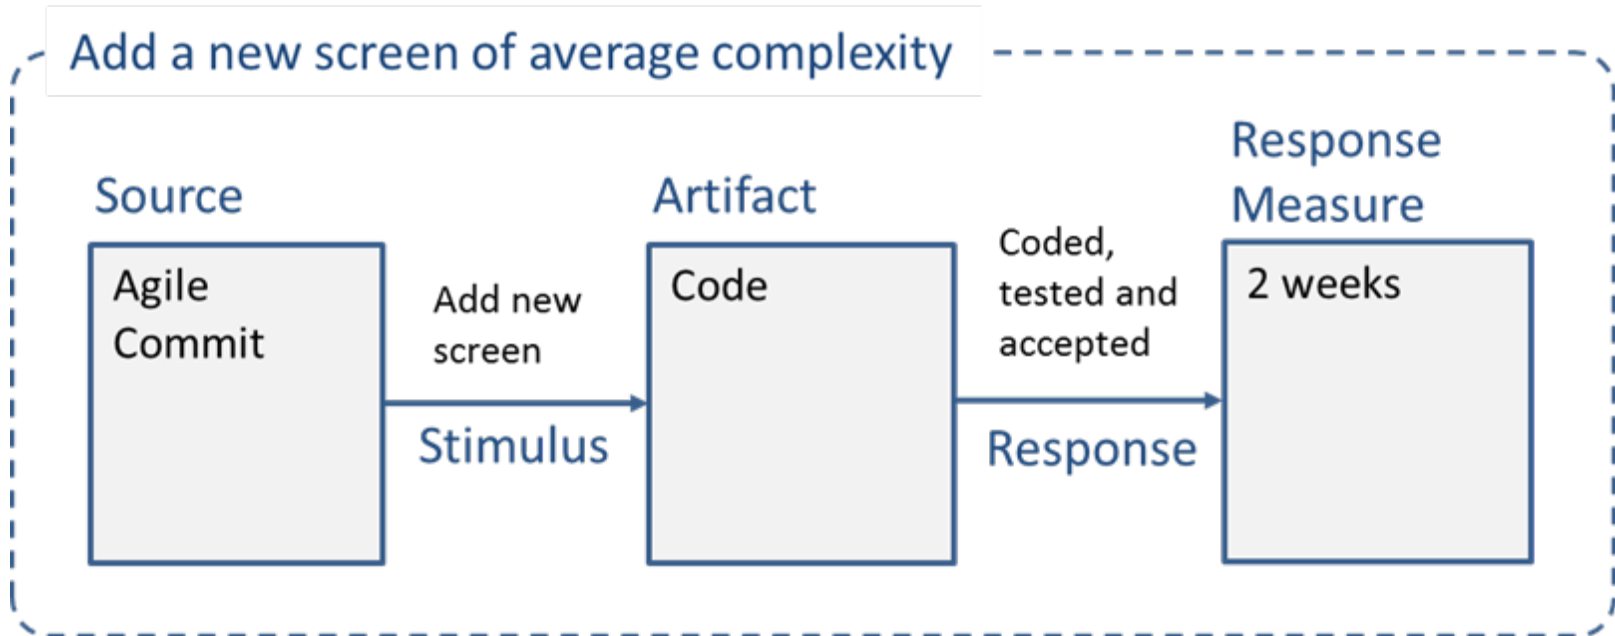 Add a new screen of average complexity
Source
Agile
Commit
Add new
screen
Stimulus
Artifact
Code
Coded,
tested and
accepted
Response
Response
Measure
2 weeks